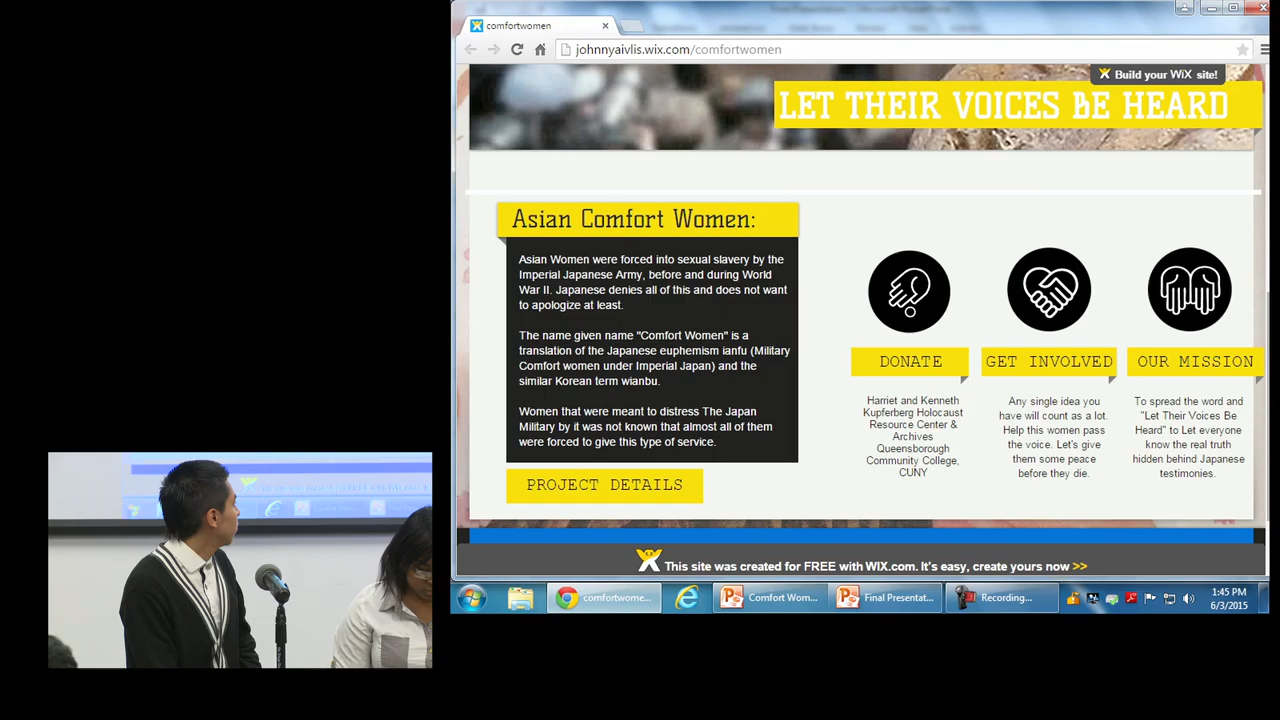 comfortwomen
johnnyaivlis.wix.com/comfortwomen
Build your WiX site!
LET THEIR VOICES BE HEARD
Asian Comfort Women:
Asian Women were forced into sexual slavery by the
Imperial Japanese Army, before and during World
War II. Japanese denies all of this and does not want
to apologize at least.
The name given name "Comfort Women" is a
translation of the Japanese euphemism ianfu (Military
Comfort women under Imperial Japan) and the
similar Korean term wianbu.
Women that were meant to distress The Japan
Military by it was not known that almost all of them
were forced to give this type of service.
PROJECT DETAILS
DONATE
Harriet and Kenneth
Kupferberg Holocaust
Resource Center &
Archives
Queensborough
Community College,
CUNY
GET INVOLVED
Any single idea you
have will count as a lot.
Help this women pass
the voice. Let's give
them some peace
before they die.
OUR MISSION
To spread the word and
"Let Their Voices Be
Heard" to Let everyone
know the real truth
hidden behind Japanese
testimonies.
This site was created for FREE with WIX.com. It's easy, create yours now >>
comfortwome...
Comfort Wom...
Final Presentat...
Recording...
1:45 PM
6/3/2015